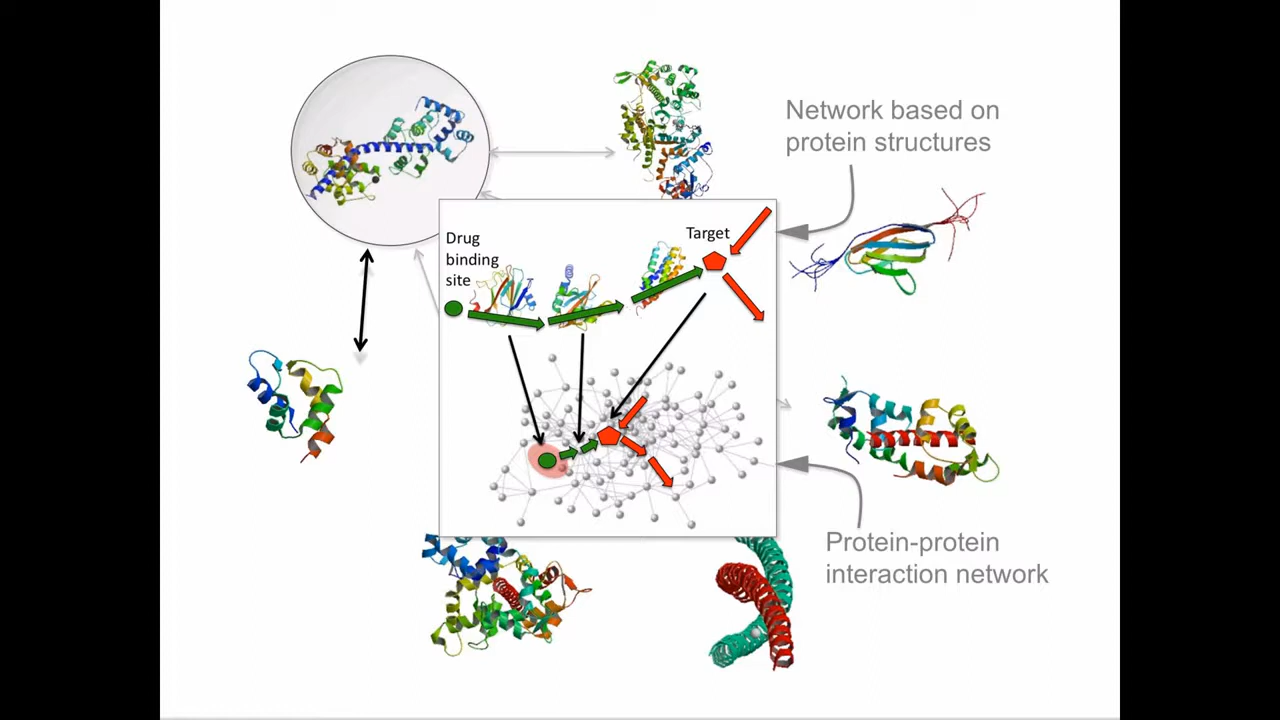 Network based on
protein structures
Drug
binding
site
Target
Protein-protein
interaction network